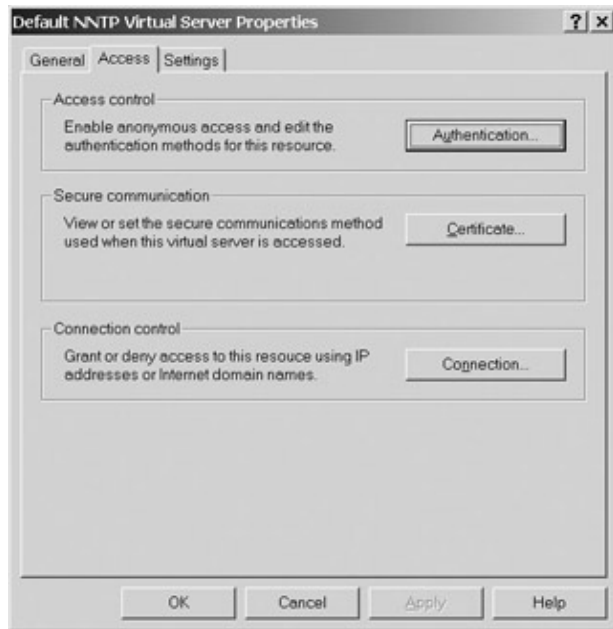 Default NNTP Virtual Server Properties ? ×
General Access Settings
Access control
Enable anonymous access and edit the
authentication methods for this resource.
Authentication...
Secure communication
View or set the secure communications method
used when this virtual server is accessed.
Certificate...
Connection control
Grant or deny access to this resouce using IP
addresses or Internet domain names.
Connection...
OK Cancel Apply Help